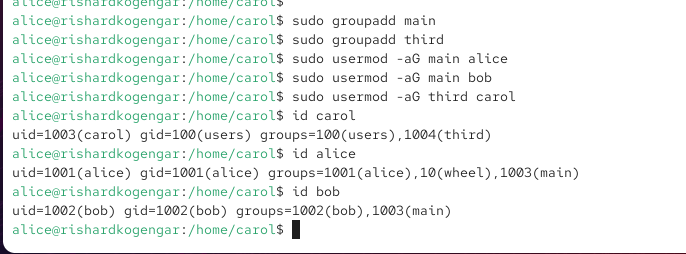 alice@rishardkogengar:/home/carol$
alice@rishardkogengar:/home/carol$ sudo groupadd main
alice@rishardkogengar:/home/carol$ sudo groupadd third
alice@rishardkogengar:/home/carol$ sudo usermod -aG main alice
alice@rishardkogengar:/home/carol$ sudo usermod -aG main bob
alice@rishardkogengar:/home/carol$ sudo usermod -aG third carol
alice@rishardkogengar:/home/carol$ id carol
uid=1003(carol) gid=100(users) groups=100(users),1004(third)
alice@rishardkogengar:/home/carol$ id alice
uid=1001(alice) gid=1001(alice) groups=1001(alice),10(wheel),1003(main)
alice@rishardkogengar:/home/carol$ id bob
uid=1002(bob) gid=1002(bob) groups=1002(bob),1003(main)
alice@rishardkogengar:/home/carol$